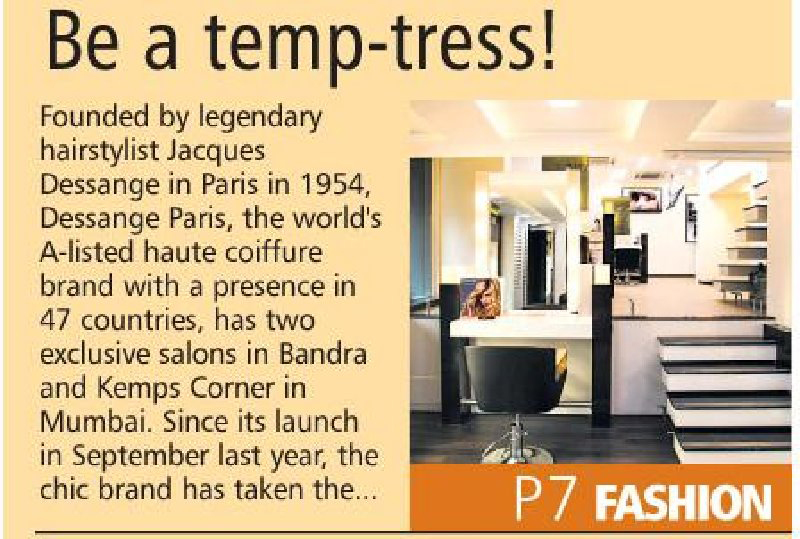 Be a temp-tress!
Founded by legendary
hairstylist Jacques
Dessange in Paris in 1954,
Dessange Paris, the world's
A-listed haute coiffure
brand with a presence in
47 countries, has two
exclusive salons in Bandra
and Kemps Corner in
Mumbai. Since its launch
in September last year, the
chic brand has taken the...
P7 FASHION